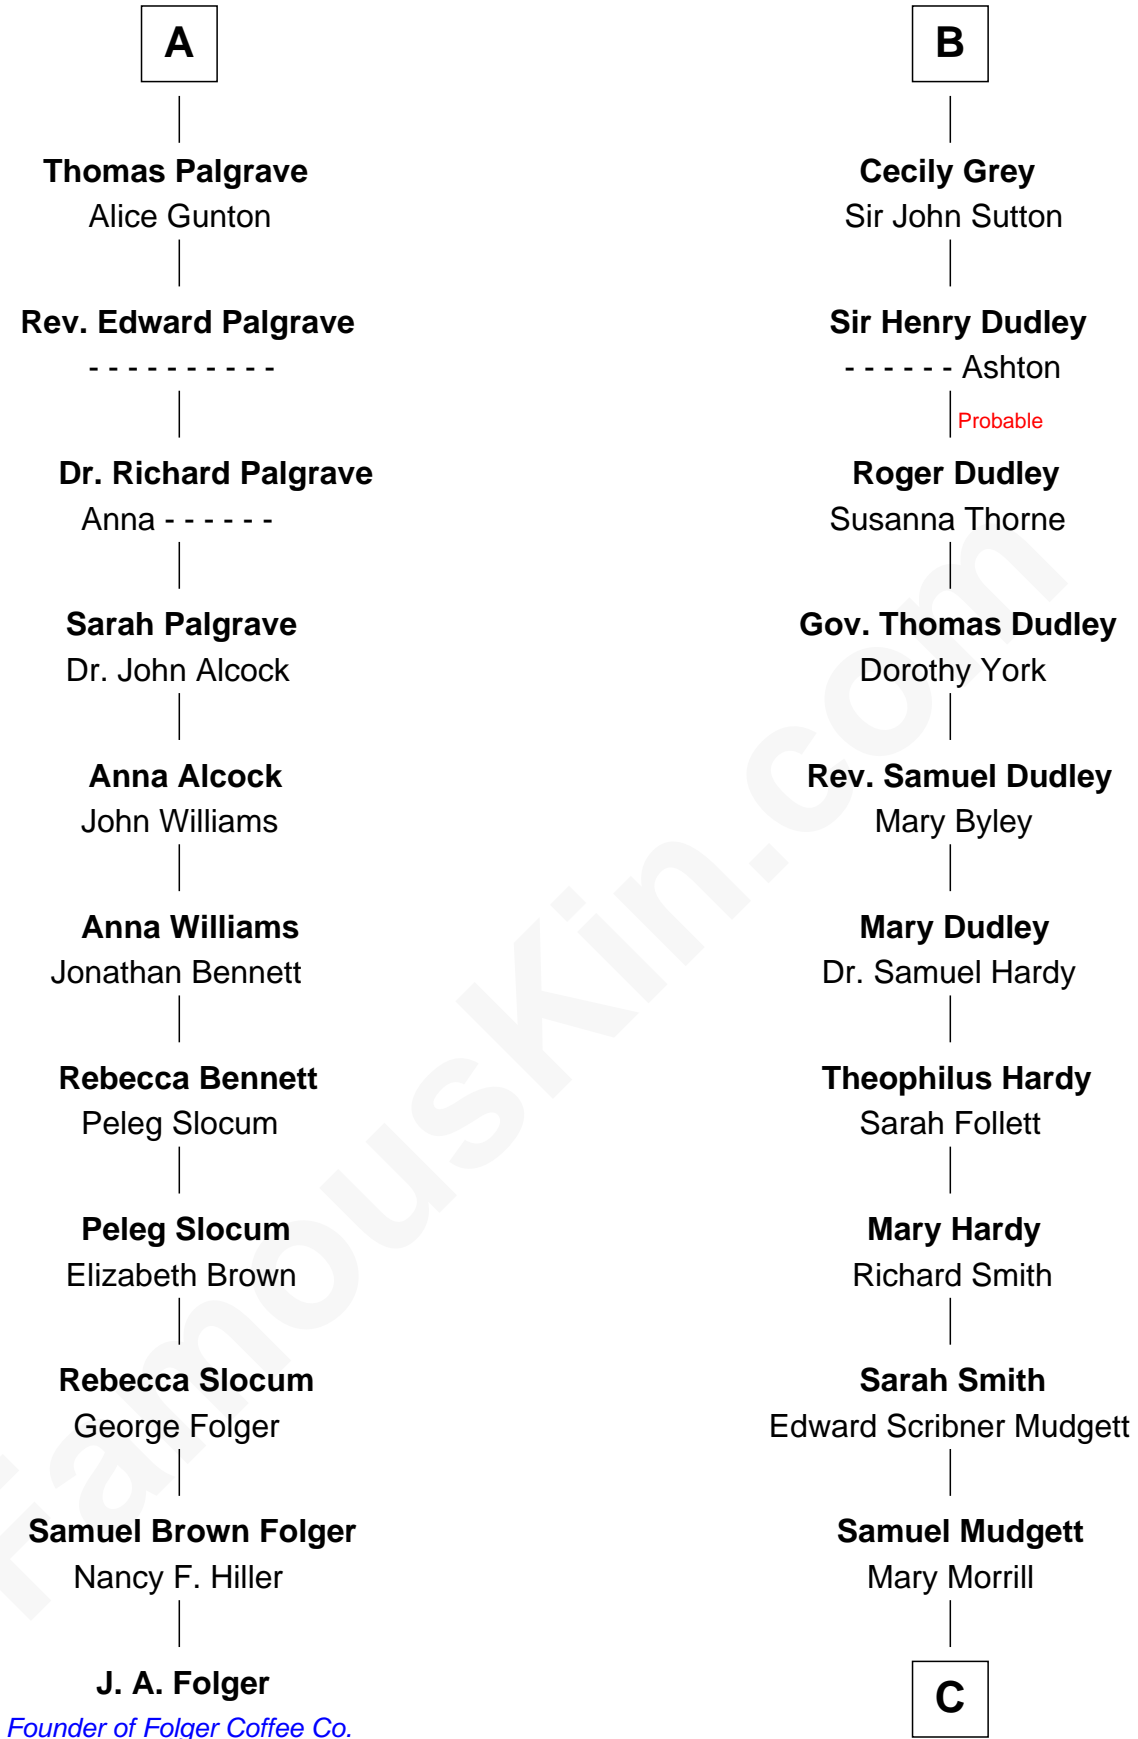 A
Thomas Palgrave
Alice Gunton
Rev. Edward Palgrave
- - - - - - - - - -
Dr. Richard Palgrave
Anna - - - - - -
Sarah Palgrave
Dr. John Alcock
Anna Alcock
John Williams
Anna Williams
Jonathan Bennett
Rebecca Bennett
Peleg Slocum
Peleg Slocum
Elizabeth Brown
Rebecca Slocum
George Folger
Samuel Brown Folger
Nancy F. Hiller
J. A. Folger
Founder of Folger Coffee Co.
B
Cecily Grey
Sir John Sutton
Sir Henry Dudley
- - - - - - Ashton
Probable
Roger Dudley
Susanna Thorne
Gov. Thomas Dudley
Dorothy York
Rev. Samuel Dudley
Mary Byley
Mary Dudley
Dr. Samuel Hardy
Theophilus Hardy
Sarah Follett
Mary Hardy
Richard Smith
Sarah Smith
Edward Scribner Mudgett
Samuel Mudgett
Mary Morrill
C
FamousKin.com